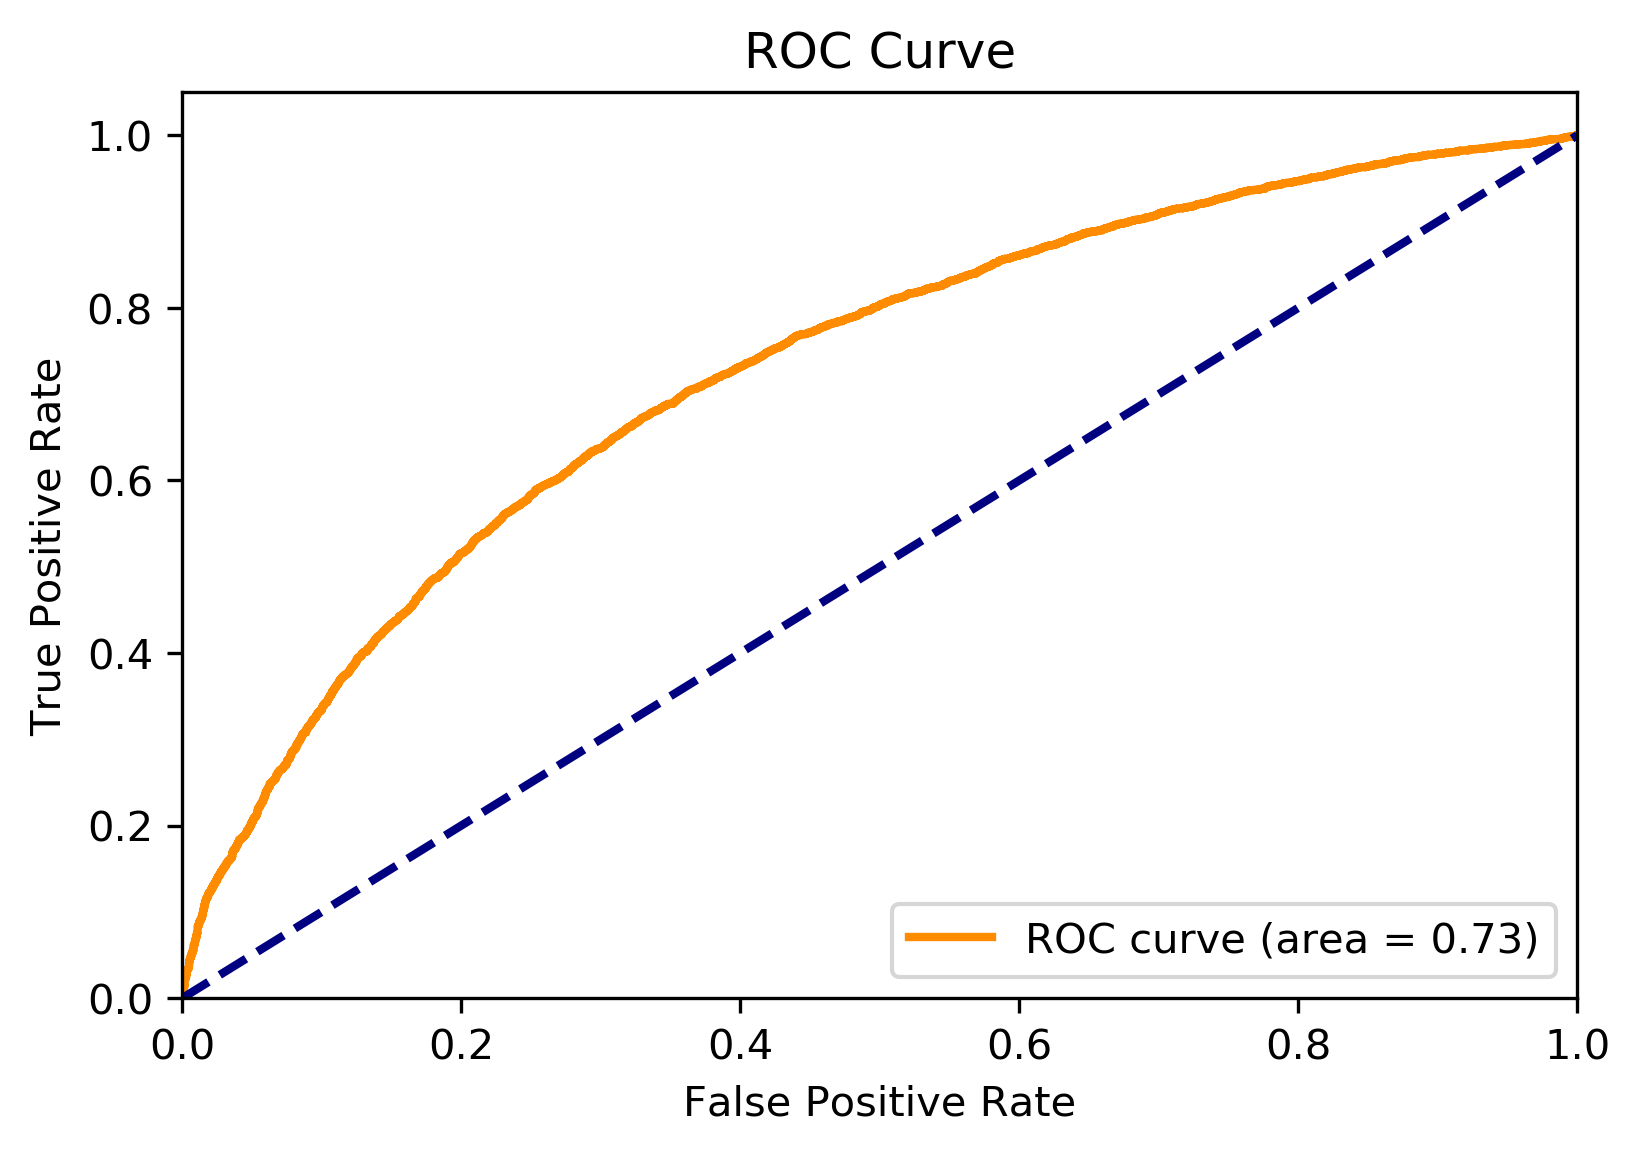 ROC Curve
1.0
0.8
0.6
0.4
0.2
0.0
True Positive Rate
ROC curve (area = 0.73)
0.0 0.2 0.4 0.6 0.8 1.0
False Positive Rate